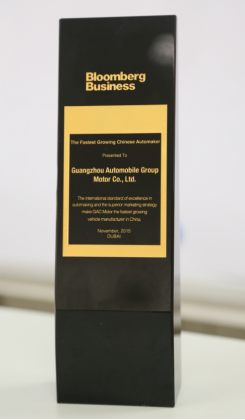 Bloomberg
Business
The Fastest Growing Chinese Automaker
Presented To
Guangzhou Automobile Group
Motor Co., Ltd.
The international standard of excellence in
automaking and the superior marketing strategy
make GAC Motor the fastest growing
vehicle manufacturer in China.
November, 2015
DUBAI